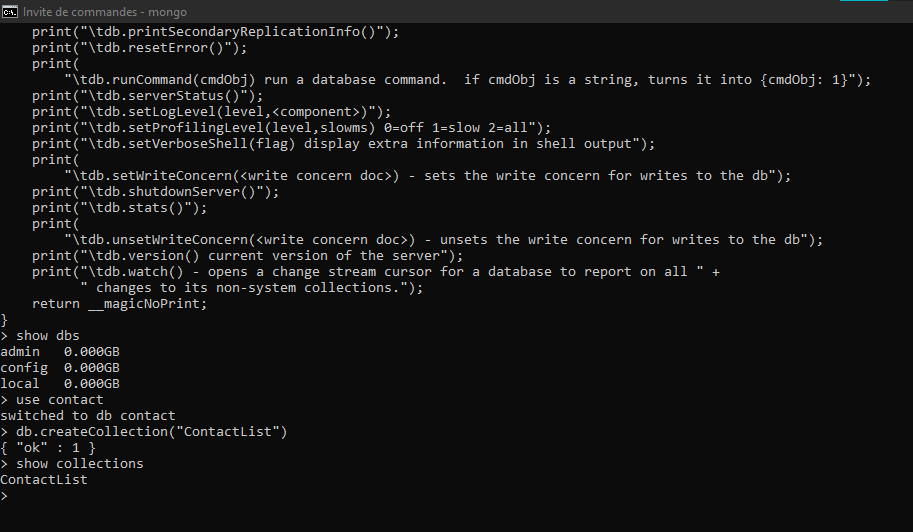 Invite de commandes - mongo
    print("\tdb.printSecondaryReplicationInfo()");
    print("\tdb.resetError()");
    print(
        "\tdb.runCommand(cmdObj) run a database command.  if cmdObj is a string, turns it into {cmdObj: 1}");
    print("\tdb.serverStatus()");
    print("\tdb.setLogLevel(level,<component>)");
    print("\tdb.setProfilingLevel(level,slowms) 0=off 1=slow 2=all");
    print("\tdb.setVerboseShell(flag) display extra information in shell output");
    print(
        "\tdb.setWriteConcern(<write concern doc>) - sets the write concern for writes to the db");
    print("\tdb.shutdownServer()");
    print("\tdb.stats()");
    print(
        "\tdb.unsetWriteConcern(<write concern doc>) - unsets the write concern for writes to the db");
    print("\tdb.version() current version of the server");
    print("\tdb.watch() - opens a change stream cursor for a database to report on all " +
          " changes to its non-system collections.");
    return __magicNoPrint;
}
> show dbs
admin   0.000GB
config  0.000GB
local   0.000GB
> use contact
switched to db contact
> db.createCollection("ContactList")
{ "ok" : 1 }
> show collections
ContactList
>